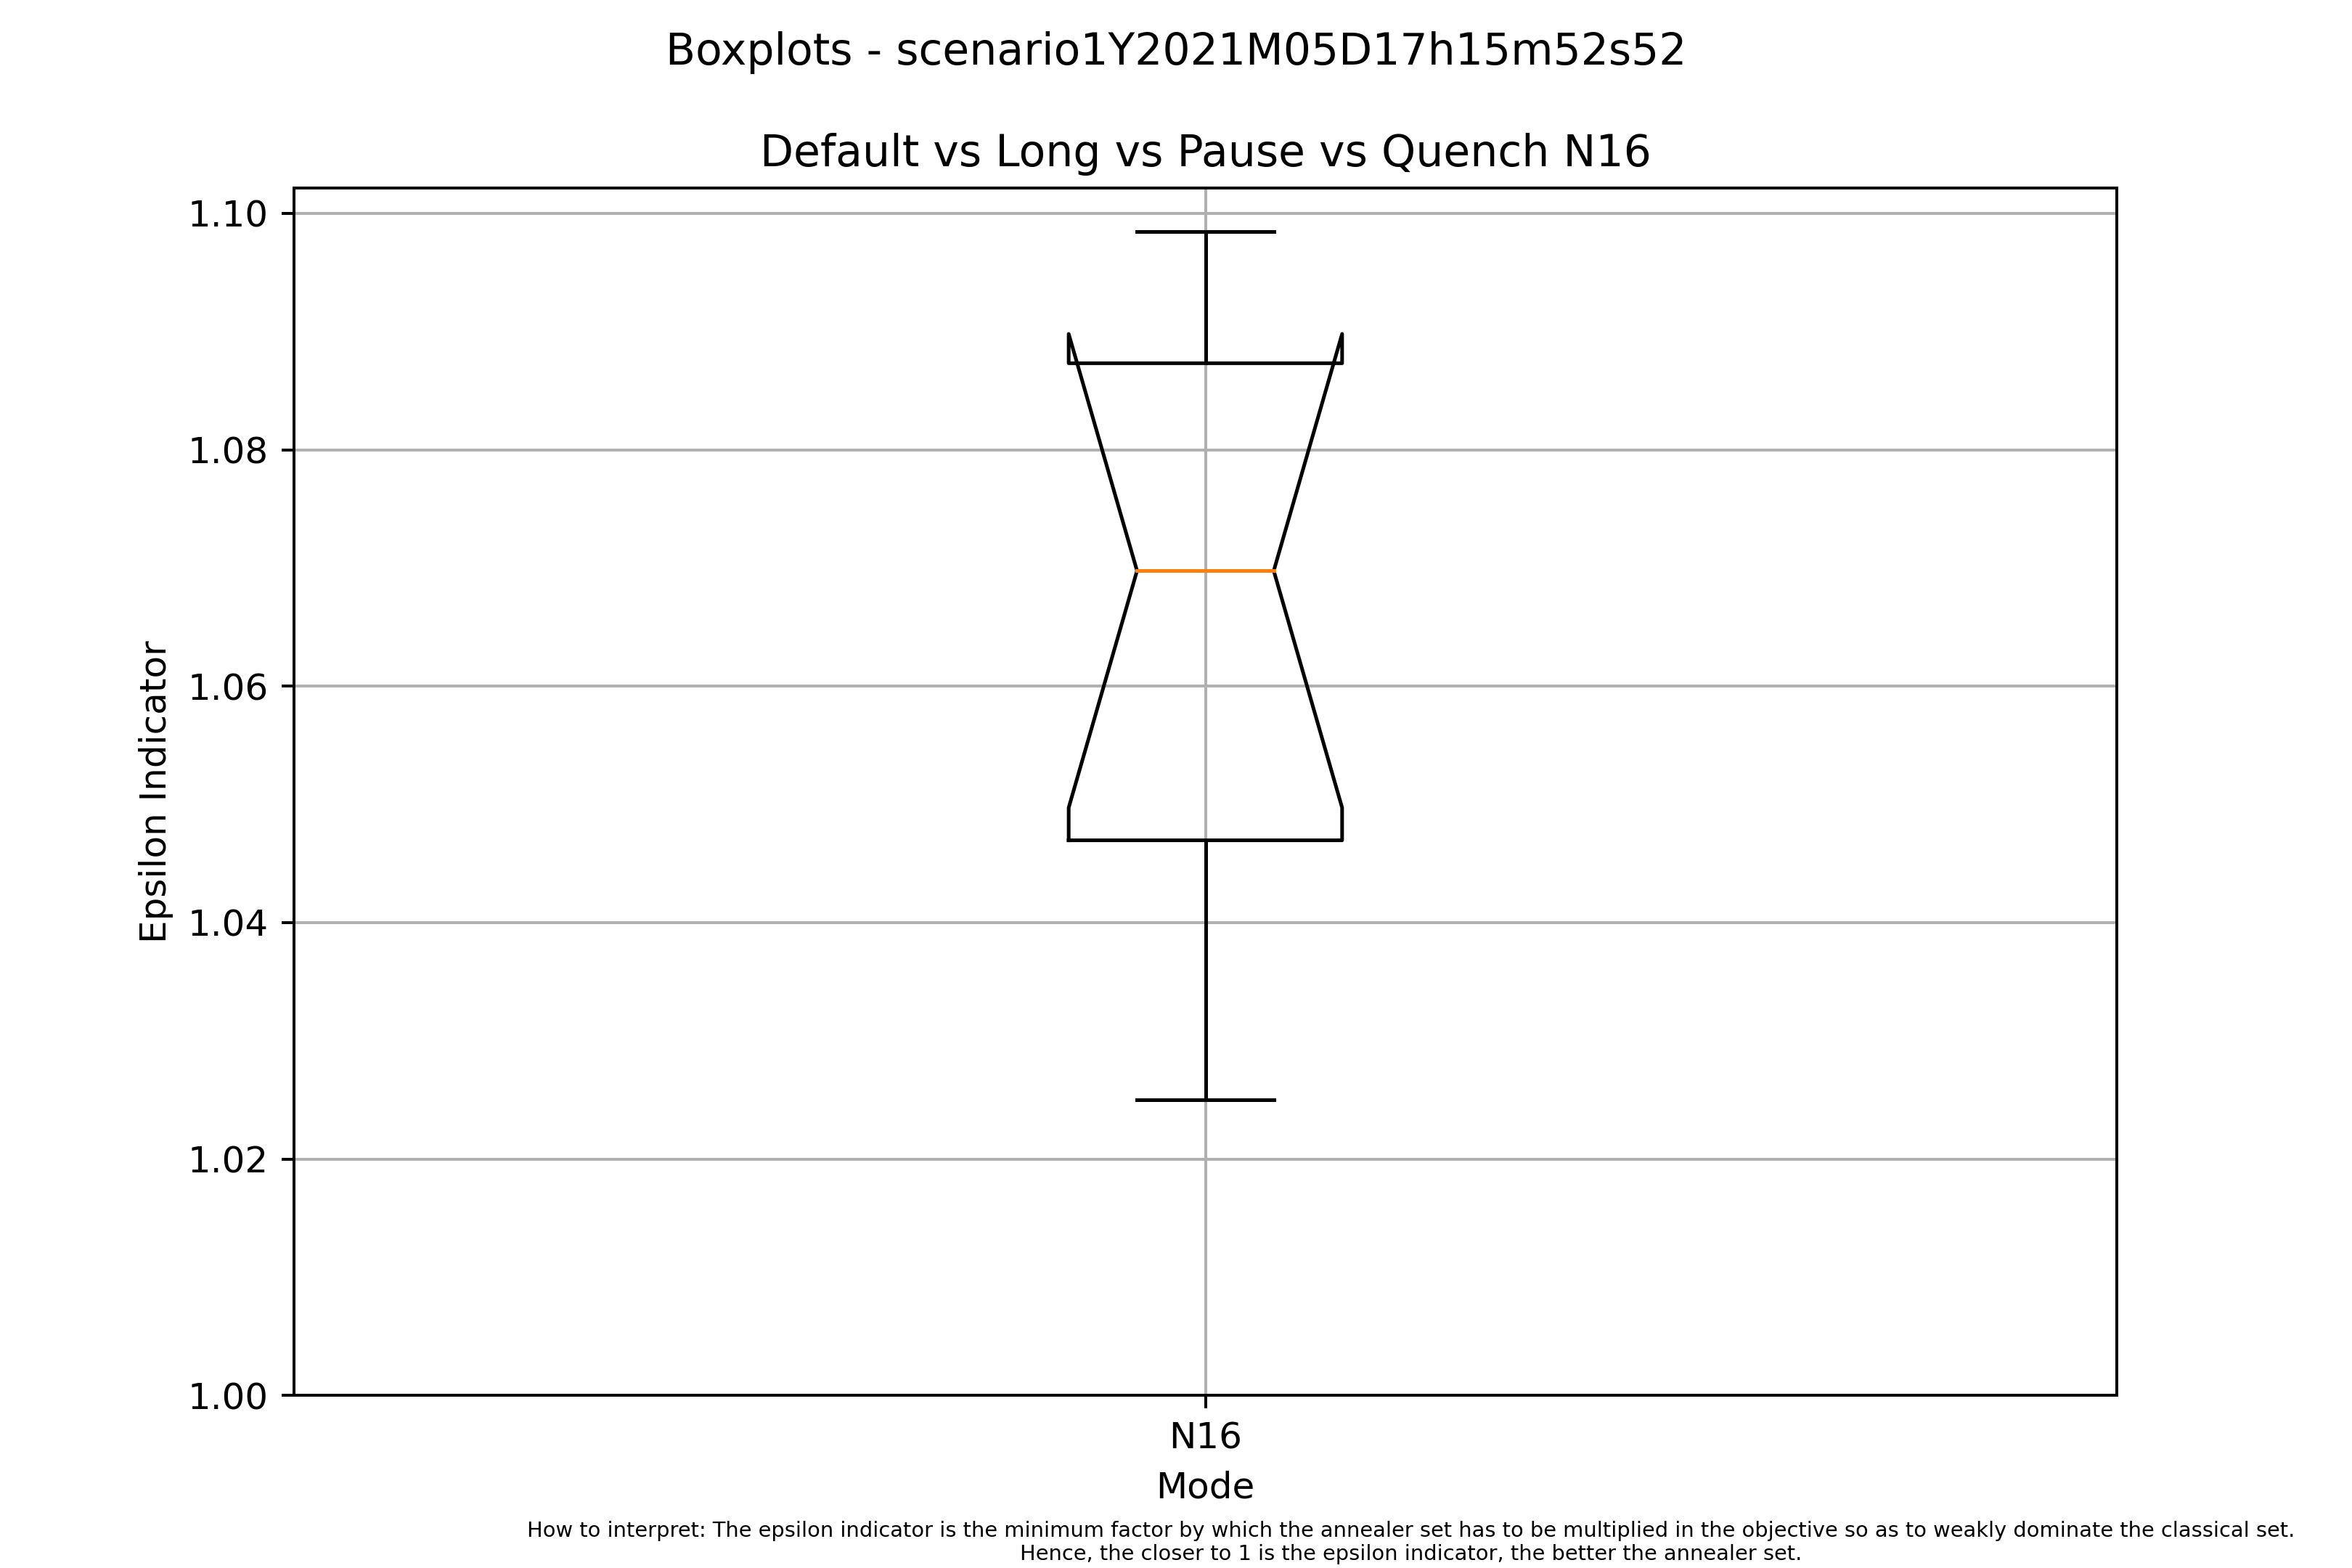 Boxplots - scenario1Y2021M05D17h15m52s52
Default vs Long vs Pause vs Quench N16
1.10
1.08
1.06
1.04
1.02
1.00
Epsilon Indicator
N16
Mode
How to interpret: The epsilon indicator is the minimum factor by which the annealer set has to be multiplied in the objective so as to weakly dominate the classical set.
Hence, the closer to 1 is the epsilon indicator, the better the annealer set.